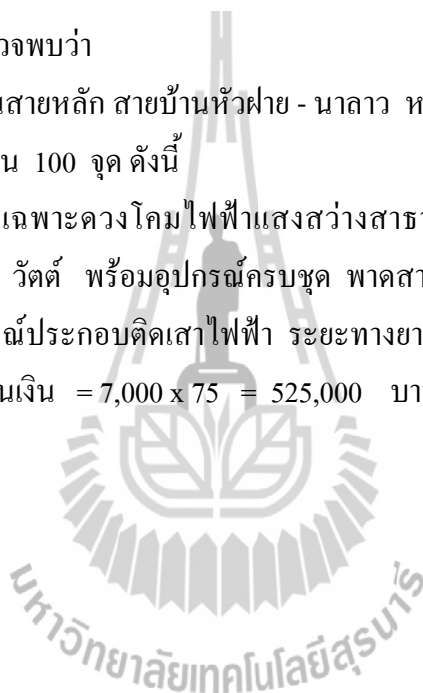 วจพบว่า
นสายหลัก สายบ้านหัวฝาย - นาลาว ห
น 100 จุด ดังนี้
เฉพาะดวงโคมไฟฟ้าแสงสว่างสาธา
วัตต์ พร้อมอุปกรณ์ครบชุด พาดสา
ณ์ประกอบติดเสาไฟฟ้า ระยะทางยา
นเงิน = 7,000 x 75 = 525,000 บา
มหาวิทยาลัยเทคโนโลยีสุรนารี